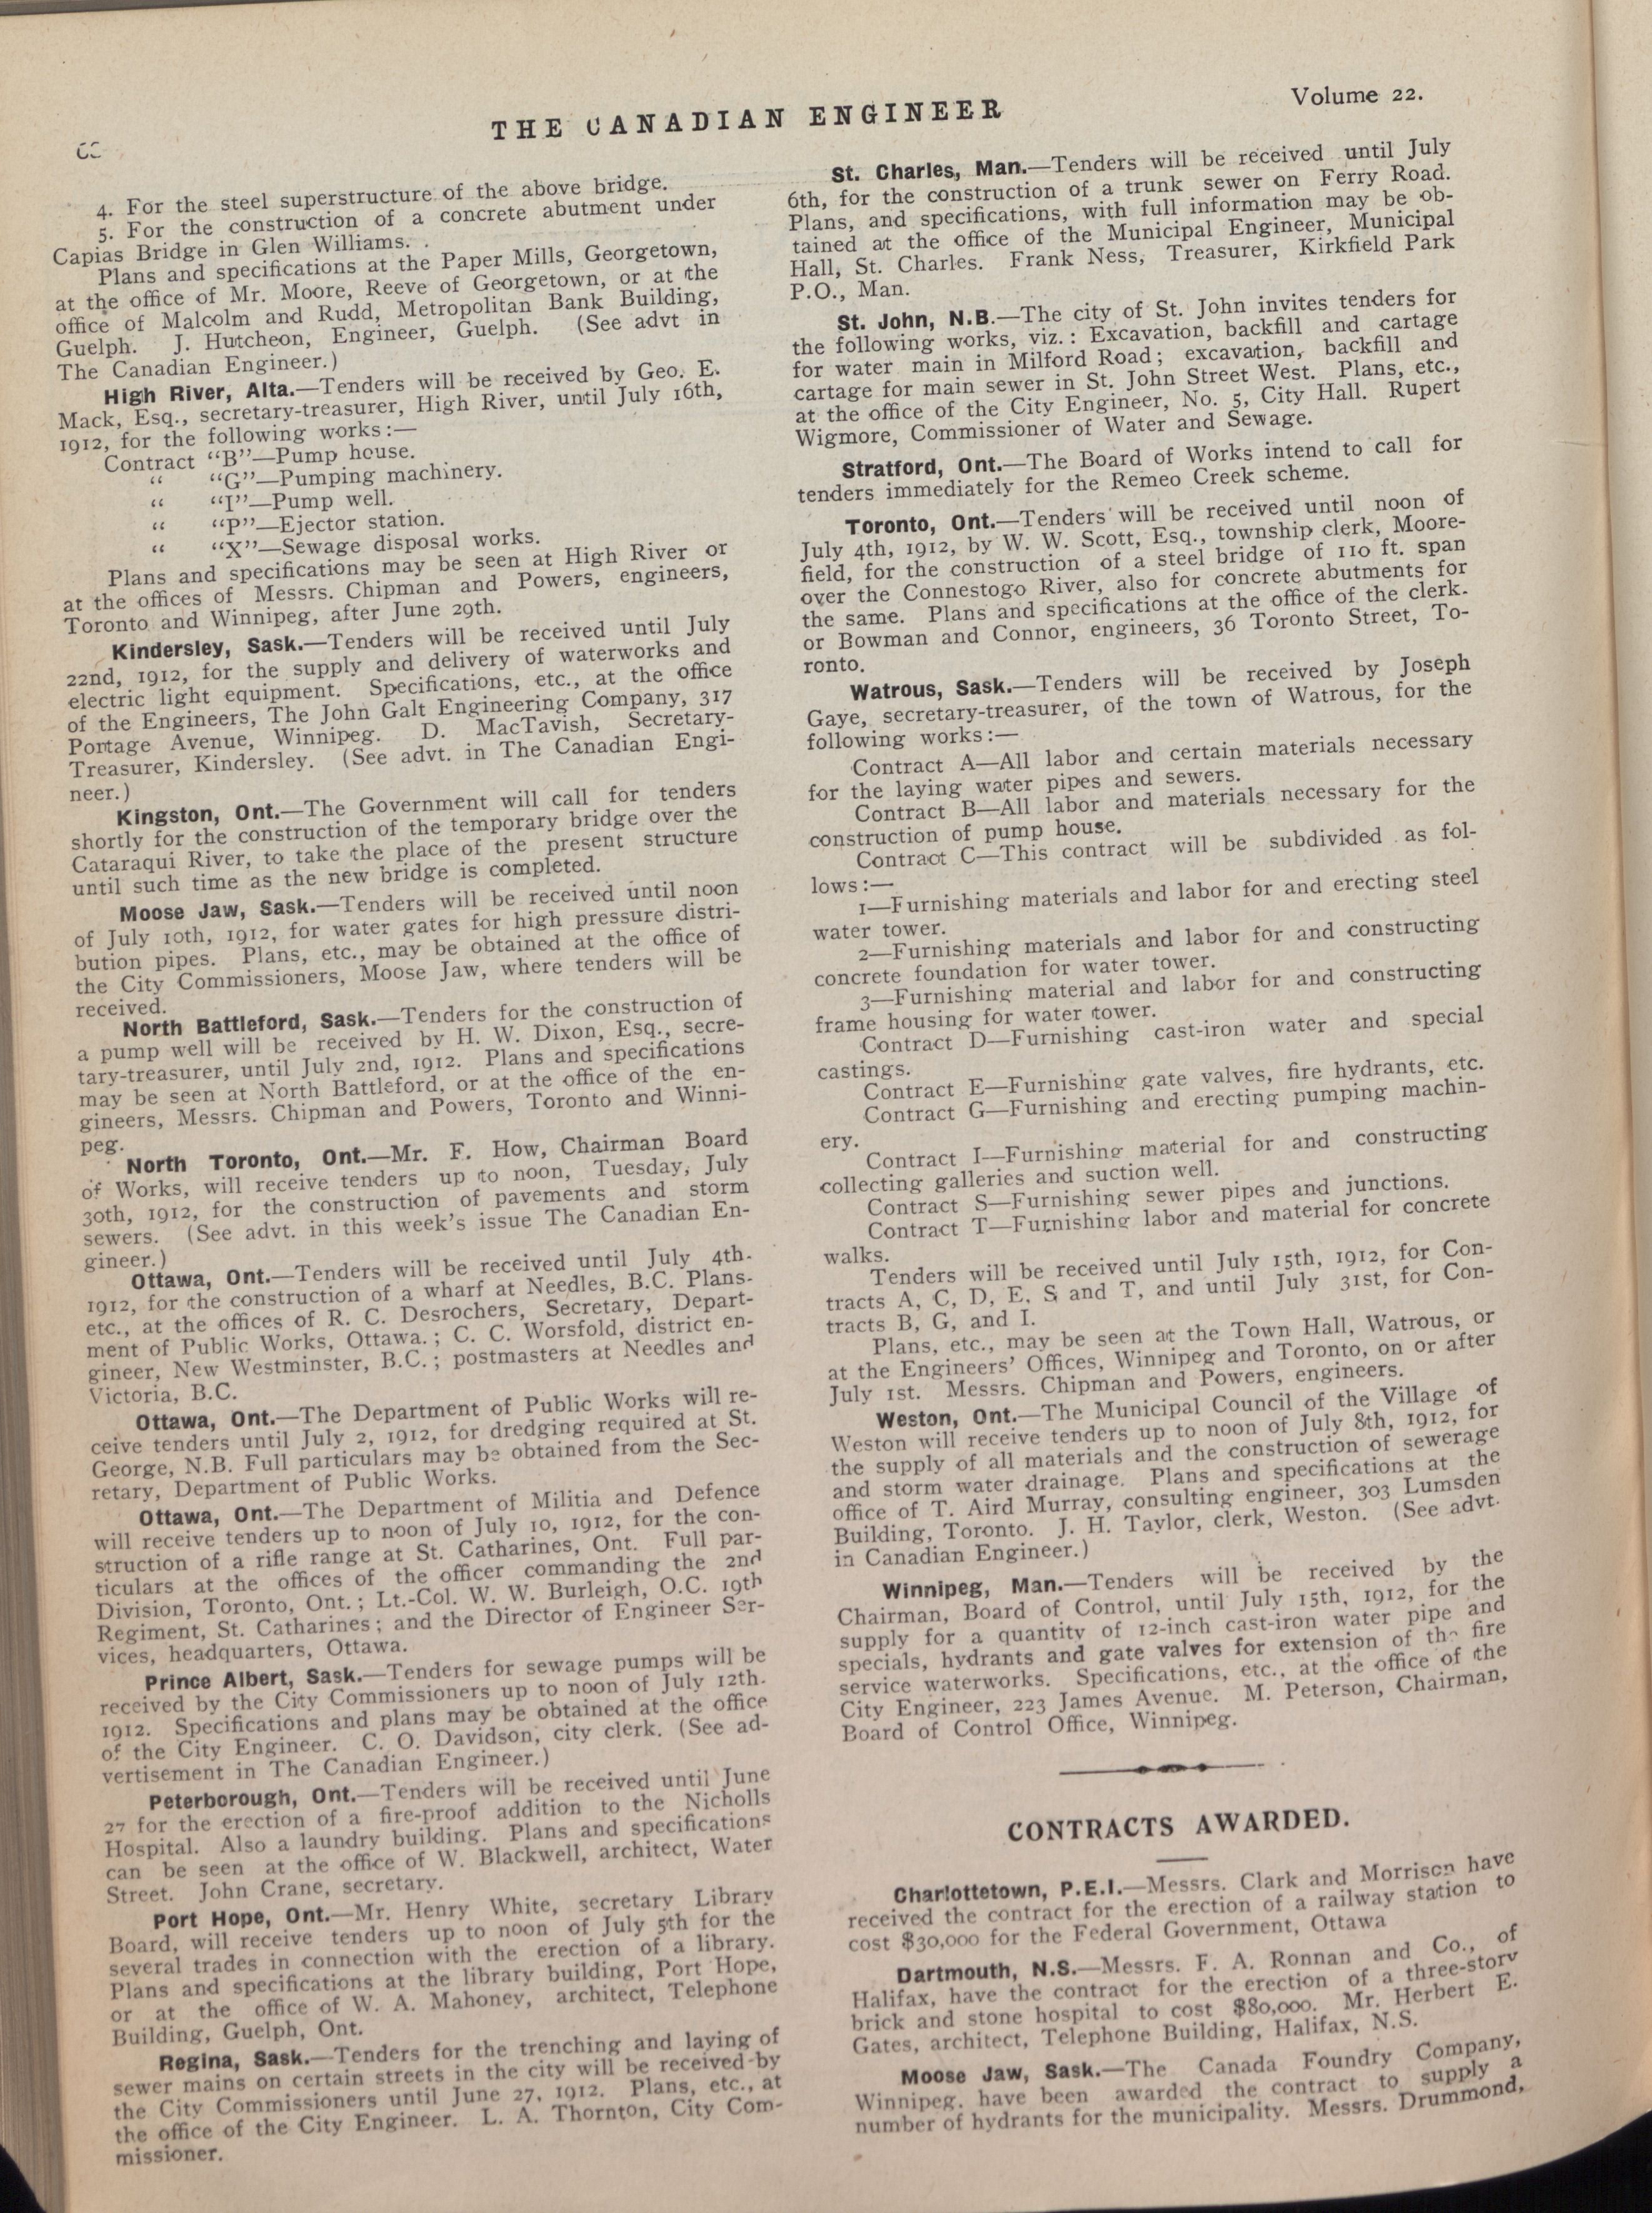 THE CANADIAN ENGINEER
Volume 22.
4. For the steel superstructure of the above bridge.
5. For the construction of a concrete abutment under
Capias Bridge in Glen Williams. .
Plans and specifications at the Paper Mills, Georgetown,
at the office of Mr. Moore, Reeve of Georgetown, or at the
office of Malcolm and Rudd, Metropolitan Bank Building,
Guelph. J. Hutcheon, Engineer, Guelph. (See advt in
The Canadian Engineer.)
High River, Alta.—Tenders will be received by Geo. E.
Mack, Esq., secretary-treasurer, High River, until July 16th,
1912, for the following works:—
Contract "B"—Pump house.
" "G"—Pumping machinery.
" "I"—Pump well.
" "P"—Ejector station.
" "X"—Sewage disposal works.
Plans and specifications may be seen at High River or
at the offices of Messrs. Chipman and Powers, engineers,
Toronto and Winnipeg, after June 29th.
Kindersley, Sask.—Tenders will be received until July
22nd, 1912, for the supply and delivery of waterworks and
electric light equipment. Specifications, etc., at the office
of the Engineers, The John Galt Engineering Company, 317
Portage Avenue, Winnipeg. D. MacTavish, Secretary-
Treasurer, Kindersley. (See advt. in The Canadian Engi-
neer.)
Kingston, Ont.—The Government will call for tenders
shortly for the construction of the temporary bridge over the
Cataraqui River, to take the place of the present structure
until such time as the new bridge is completed.
Moose Jaw, Sask.—Tenders will be received until noon
of July 10th, 1912, for water gates for high pressure distri-
bution pipes. Plans, etc., may be obtained at the office of
the City Commissioners, Moose Jaw, where tenders will be
received.
North Battleford, Sask.—Tenders for the construction of
a pump well will be received by H. W. Dixon, Esq., secre-
tary-treasurer, until July 2nd, 1912. Plans and specifications
may be seen at North Battleford, or at the office of the en-
gineers, Messrs. Chipman and Powers, Toronto and Winni-
peg.
North Toronto, Ont.—Mr. F. How, Chairman Board
of Works, will receive tenders up to noon, Tuesday, July
30th, 1912, for the construction of pavements and storm
sewers. (See advt. in this week's issue The Canadian En-
gineer.)
Ottawa, Ont.—Tenders will be received until July 4th.
1912, for the construction of a wharf at Needles, B.C. Plans.
etc., at the offices of R. C. Desrochers, Secretary, Depart-
ment of Public Works, Ottawa.; C. C. Worsfold, district en-
gineer, New Westminster, B.C.; postmasters at Needles and
Victoria, B.C.
Ottawa, Ont.—The Department of Public Works will re-
ceive tenders until July 2, 1912, for dredging required at St.
George, N.B. Full particulars may be obtained from the Sec-
retary, Department of Public Works.
Ottawa, Ont.—The Department of Militia and Defence
will receive tenders up to noon of July 10, 1912, for the con-
struction of a rifle range at St. Catharines, Ont. Full par-
ticulars at the offices of the officer commanding the 2nd
Division, Toronto, Ont.; Lt.-Col. W. W. Burleigh, O.C. 19th
Regiment, St. Catharines; and the Director of Engineer Ser-
vices, headquarters, Ottawa.
Prince Albert, Sask.—Tenders for sewage pumps will be
received by the City Commissioners up to noon of July 12th.
1912. Specifications and plans may be obtained at the office
of the City Engineer. C. O. Davidson, city clerk. (See ad-
vertisement in The Canadian Engineer.)
Peterborough, Ont.—Tenders will be received until June
27 for the erection of a fire-proof addition to the Nicholls
Hospital. Also a laundry building. Plans and specifications
can be seen at the office of W. Blackwell, architect, Water
Street. John Crane, secretary.
Port Hope, Ont.—Mr. Henry White, secretary Library
Board, will receive tenders up to noon of July 5th for the
several trades in connection with the erection of a library.
Plans and specifications at the library building, Port Hope,
or at the office of W. A. Mahoney, architect, Telephone
Building, Guelph, Ont.
Regina, Sask.—Tenders for the trenching and laying of
sewer mains on certain streets in the city will be received by
the City Commissioners until June 27, 1912. Plans, etc., at
the office of the City Engineer. L. A. Thornton, City Com-
missioner.
St. Charles, Man.—Tenders will be received until July
6th, for the construction of a trunk sewer on Ferry Road.
Plans, and specifications, with full information may be ob-
tained at the office of the Municipal Engineer, Municipal
Hall, St. Charles. Frank Ness, Treasurer, Kirkfield Park
P.O., Man.
St. John, N.B.—The city of St. John invites tenders for
the following works, viz.: Excavation, backfill and cartage
for water main in Milford Road; excavation, backfill and
cartage for main sewer in St. John Street West. Plans, etc.,
at the office of the City Engineer, No. 5, City Hall. Rupert
Wigmore, Commissioner of Water and Sewage.
Stratford, Ont.—The Board of Works intend to call for
tenders immediately for the Remeo Creek scheme.
Toronto, Ont.—Tenders will be received until noon of
July 4th, 1912, by W. W. Scott, Esq., township clerk, Moore-
field, for the construction of a steel bridge of 110 ft. span
over the Connestogo River, also for concrete abutments for
the same. Plans and specifications at the office of the clerk.
or Bowman and Connor, engineers, 36 Toronto Street, To-
ronto.
Watrous, Sask.—Tenders will be received by Joseph
Gaye, secretary-treasurer, of the town of Watrous, for the
following works:—
Contract A—All labor and certain materials necessary
for the laying water pipes and sewers.
Contract B—All labor and materials necessary for the
construction of pump house.
Contract C—This contract will be subdivided as fol-
lows:—
1—Furnishing materials and labor for and erecting steel
water tower.
2—Furnishing materials and labor for and constructing
concrete foundation for water tower.
3—Furnishing material and labor for and constructing
frame housing for water tower.
Contract D—Furnishing cast-iron water and special
castings.
Contract E—Furnishing gate valves, fire hydrants, etc.
Contract G—Furnishing and erecting pumping machin-
ery.
Contract I—Furnishing material for and constructing
collecting galleries and suction well.
Contract S—Furnishing sewer pipes and junctions.
Contract T—Furnishing labor and material for concrete
walks.
Tenders will be received until July 15th, 1912, for Con-
tracts A, C, D, E, S and T, and until July 31st, for Con-
tracts B, G, and I.
Plans, etc., may be seen at the Town Hall, Watrous, or
at the Engineers' Offices, Winnipeg and Toronto, on or after
July 1st. Messrs. Chipman and Powers, engineers.
Weston, Ont.—The Municipal Council of the Village of
Weston will receive tenders up to noon of July 8th, 1912, for
the supply of all materials and the construction of sewerage
and storm water drainage. Plans and specifications at the
office of T. Aird Murray, consulting engineer, 303 Lumsden
Building, Toronto. J. H. Taylor, clerk, Weston. (See advt.
in Canadian Engineer.)
Winnipeg, Man.—Tenders will be received by the
Chairman, Board of Control, until July 15th, 1912, for the
supply for a quantity of 12-inch cast-iron water pipe and
specials, hydrants and gate valves for extension of the fire
service waterworks. Specifications, etc., at the office of the
City Engineer, 223 James Avenue. M. Peterson, Chairman,
Board of Control Office, Winnipeg.
CONTRACTS AWARDED.
Charlottetown, P.E.I.—Messrs. Clark and Morrison have
received the contract for the erection of a railway station to
cost $30,000 for the Federal Government, Ottawa
Dartmouth, N.S.—Messrs. F. A. Ronnan and Co., of
Halifax, have the contract for the erection of a three-story
brick and stone hospital to cost $80,000. Mr. Herbert E.
Gates, architect, Telephone Building, Halifax, N.S.
Moose Jaw, Sask.—The Canada Foundry Company,
Winnipeg, have been awarded the contract to supply a
number of hydrants for the municipality. Messrs. Drummond,